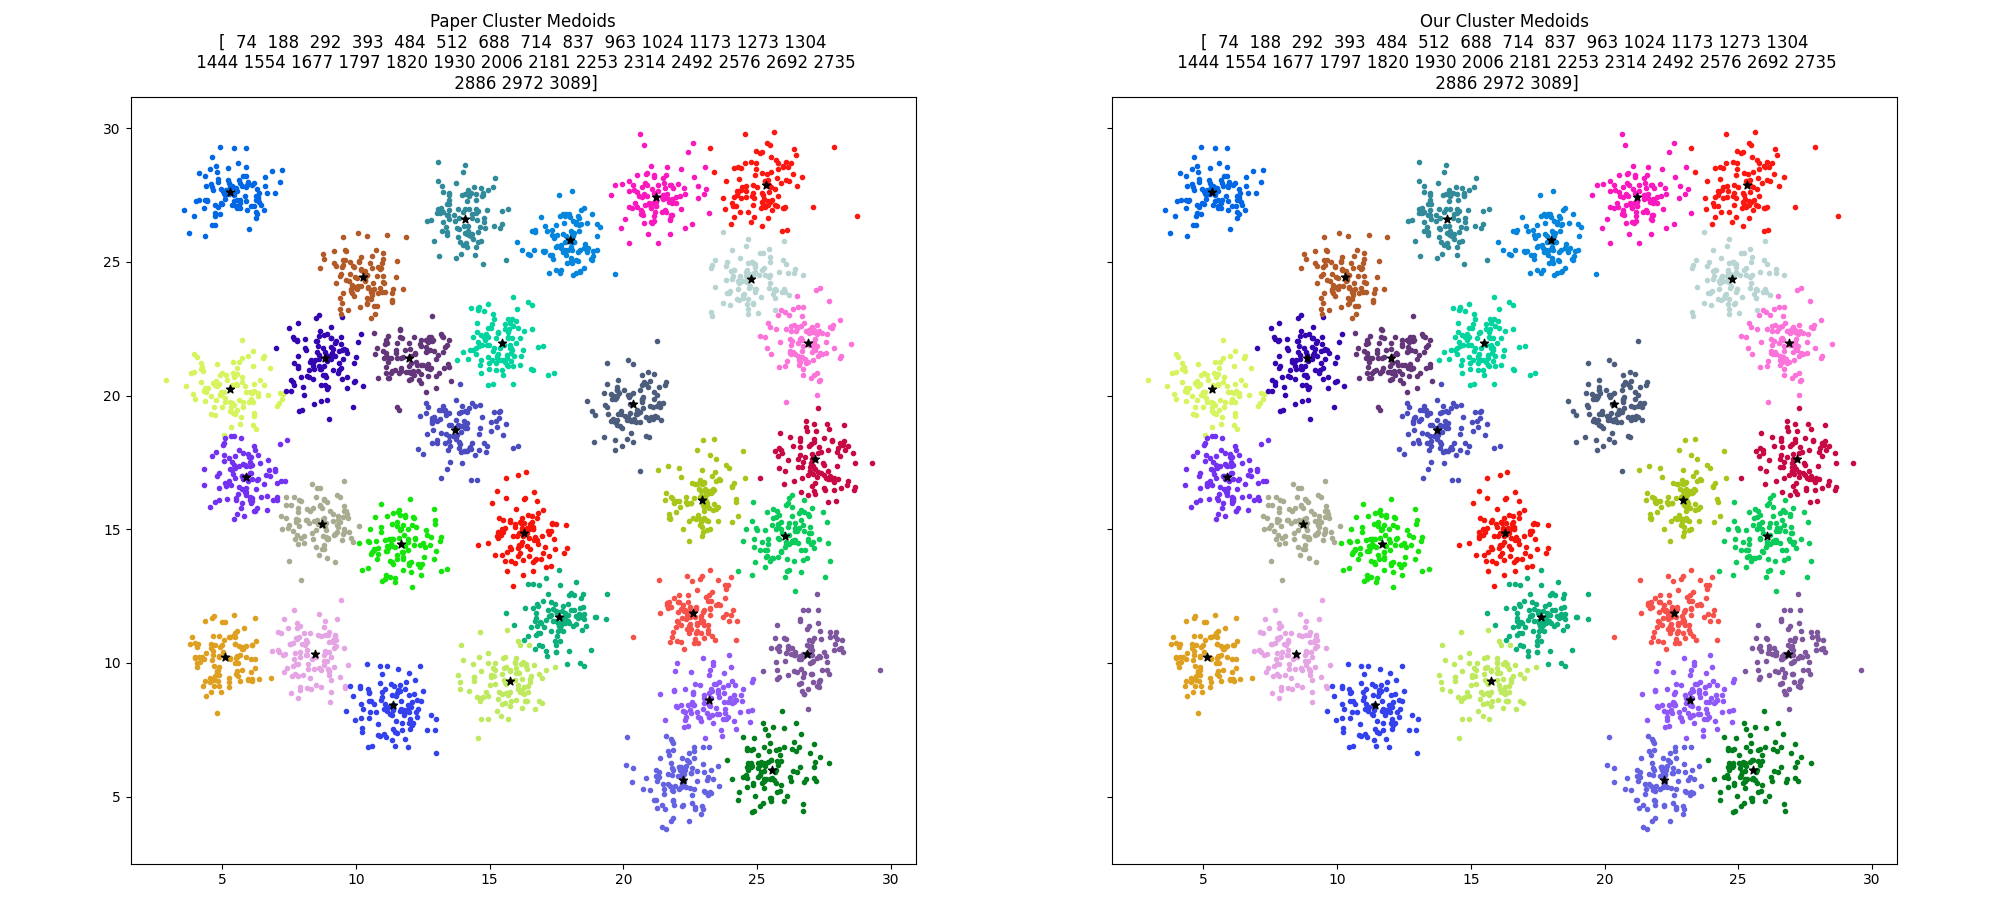 Paper Cluster Medoids
[  74  188  292  393  484  512  688  714  837  963 1024 1173 1273 1304
1444 1554 1677 1797 1820 1930 2006 2181 2253 2314 2492 2576 2692 2735
2886 2972 3089]
30
25
20
15
10
5
5 10 15 20 25 30
Our Cluster Medoids
[  74  188  292  393  484  512  688  714  837  963 1024 1173 1273 1304
1444 1554 1677 1797 1820 1930 2006 2181 2253 2314 2492 2576 2692 2735
2886 2972 3089]
5 10 15 20 25 30